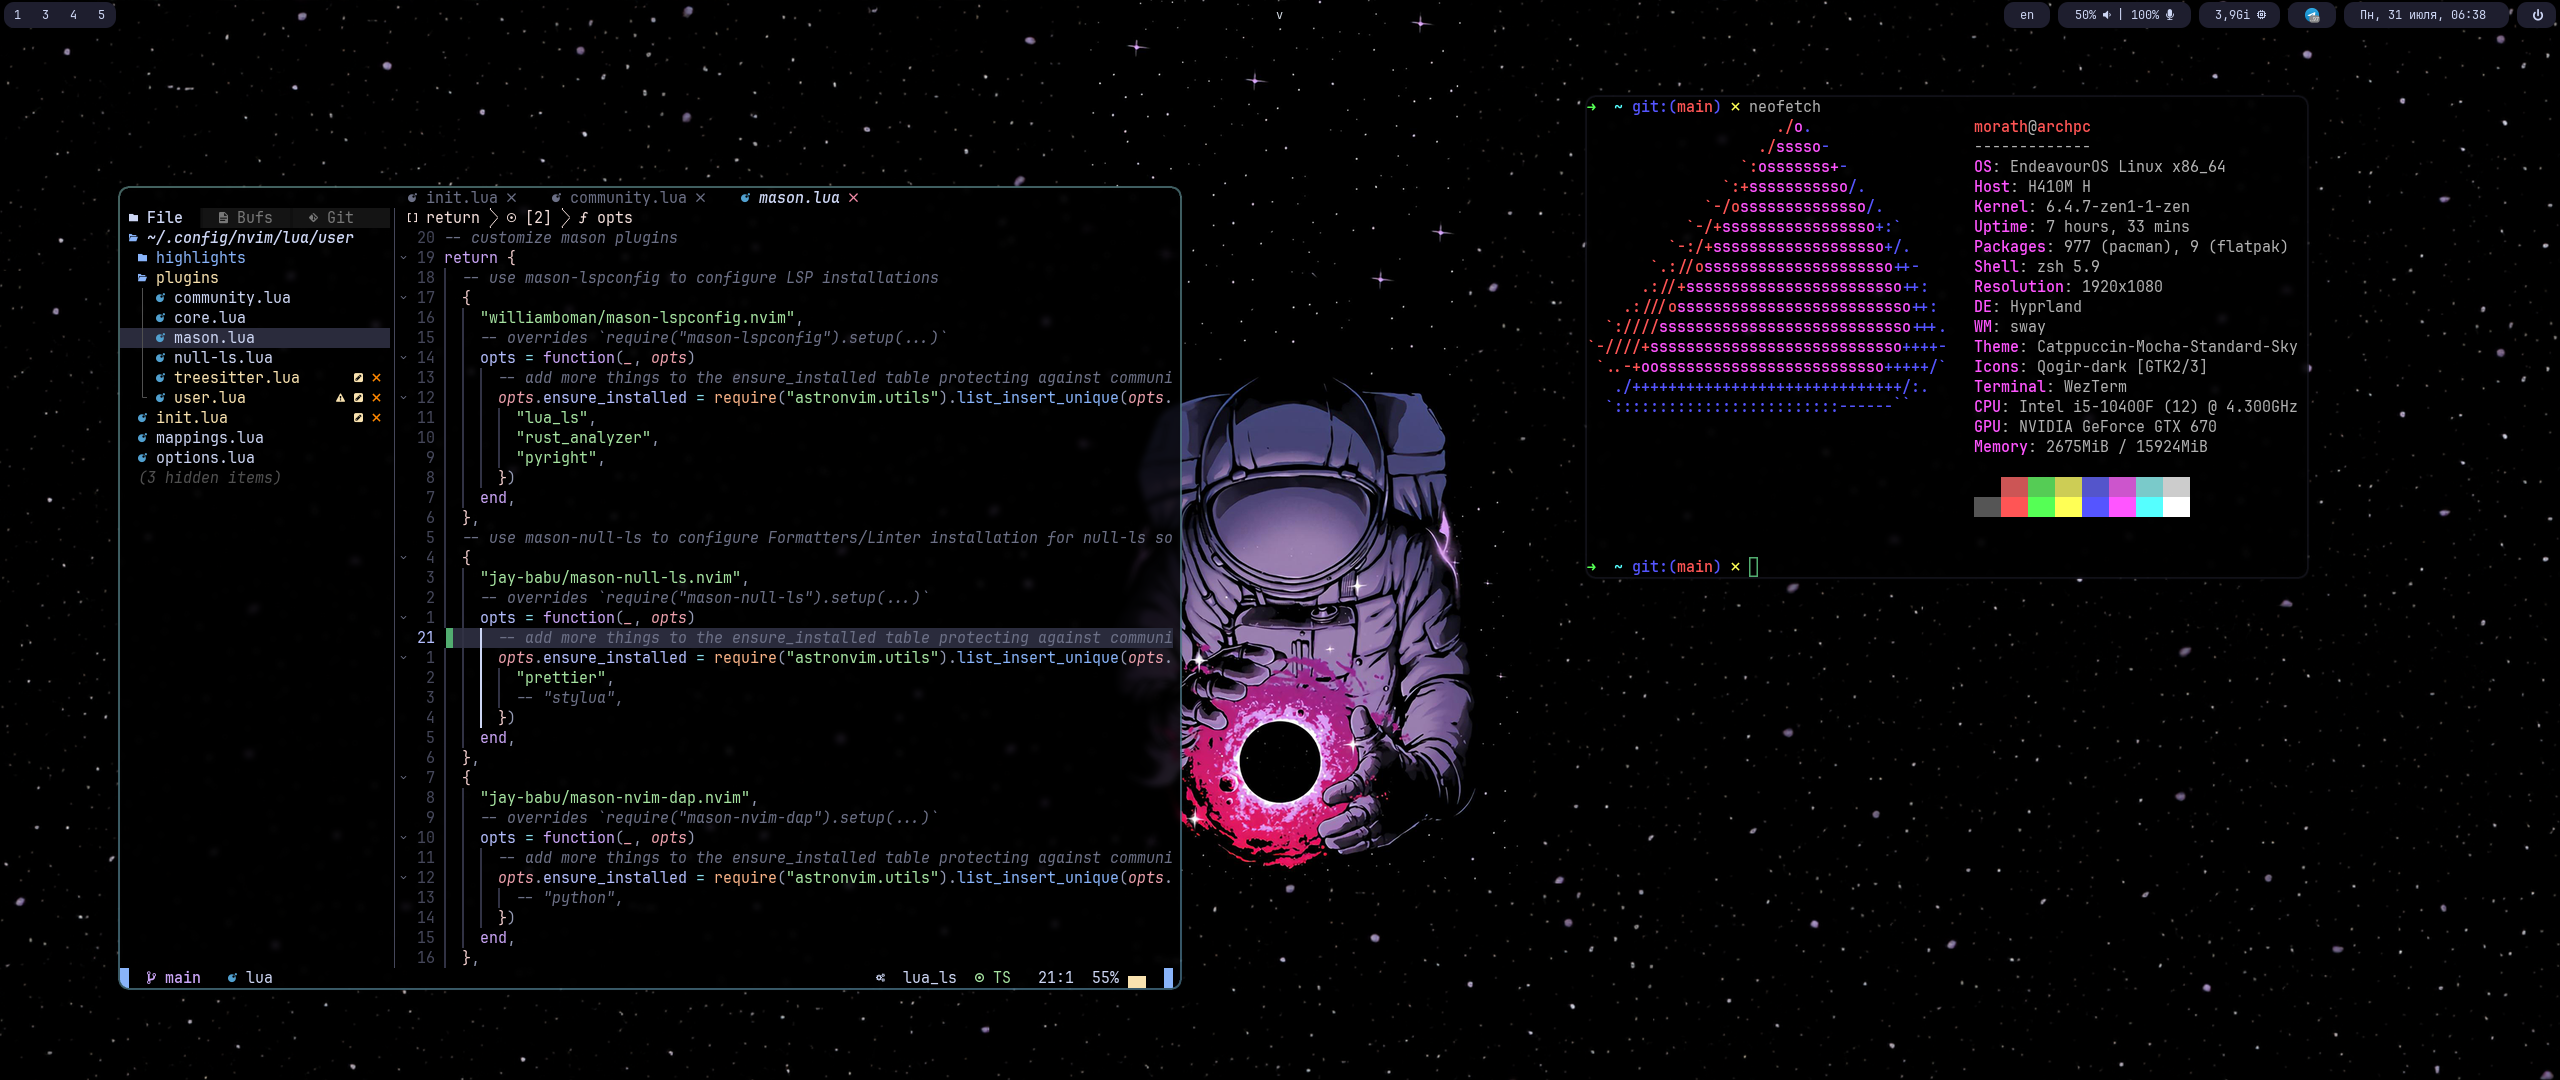 1 3 4 5
v
en
50% | 100%
3,9Gi
Пн, 31 июля, 06:38
init.lua community.lua mason.lua
File Bufs Git
return [2] opts
~/.config/nvim/lua/user
highlights
plugins
community.lua
core.lua
mason.lua
null-ls.lua
treesitter.lua
user.lua
init.lua
mappings.lua
options.lua
(3 hidden items)
20 -- customize mason plugins
19 return {
18 -- use mason-lspconfig to configure LSP installations
17 {
16 "williamboman/mason-lspconfig.nvim",
15 -- overrides `require("mason-lspconfig").setup(...)`
14 opts = function(_, opts)
13 -- add more things to the ensure_installed table protecting against communi
12 opts.ensure_installed = require("astronvim.utils").list_insert_unique(opts.
11 "lua_ls",
10 "rust_analyzer",
9 "pyright",
8 })
7 end,
6 },
5 -- use mason-null-ls to configure Formatters/Linter installation for null-ls so
4 {
3 "jay-babu/mason-null-ls.nvim",
2 -- overrides `require("mason-null-ls").setup(...)`
1 opts = function(_, opts)
21 -- add more things to the ensure_installed table protecting against communi
1 opts.ensure_installed = require("astronvim.utils").list_insert_unique(opts.
2 "prettier",
3 -- "stylua",
4 })
5 end,
6 },
7 {
8 "jay-babu/mason-nvim-dap.nvim",
9 -- overrides `require("mason-nvim-dap").setup(...)`
10 opts = function(_, opts)
11 -- add more things to the ensure_installed table protecting against communi
12 opts.ensure_installed = require("astronvim.utils").list_insert_unique(opts.
13 -- "python",
14 })
15 end,
16 },
main lua lua_ls TS 21:1 55%
→ ~ git:(main) × neofetch
./o.
./sssso-
`:osssssss+-
`:+sssssssssso/.
`-/ossssssssssssso/.
`-/+sssssssssssssssso+:`
`-:/+sssssssssssssssssso+/.
`.://osssssssssssssssssssso++-
.://+ssssssssssssssssssssssso++:
.:///ossssssssssssssssssssssssso++:
`:////ssssssssssssssssssssssssssso+++.
`-////+ssssssssssssssssssssssssssso++++-
`..-+oosssssssssssssssssssssssso+++++/`
./++++++++++++++++++++++++++++++/:.
`:::::::::::::::::::::::::------``
morath@archpc
-------------
OS: EndeavourOS Linux x86_64
Host: H410M H
Kernel: 6.4.7-zen1-1-zen
Uptime: 7 hours, 33 mins
Packages: 977 (pacman), 9 (flatpak)
Shell: zsh 5.9
Resolution: 1920x1080
DE: Hyprland
WM: sway
Theme: Catppuccin-Mocha-Standard-Sky
Icons: Qogir-dark [GTK2/3]
Terminal: WezTerm
CPU: Intel i5-10400F (12) @ 4.300GHz
GPU: NVIDIA GeForce GTX 670
Memory: 2675MiB / 15924MiB
→ ~ git:(main) ×